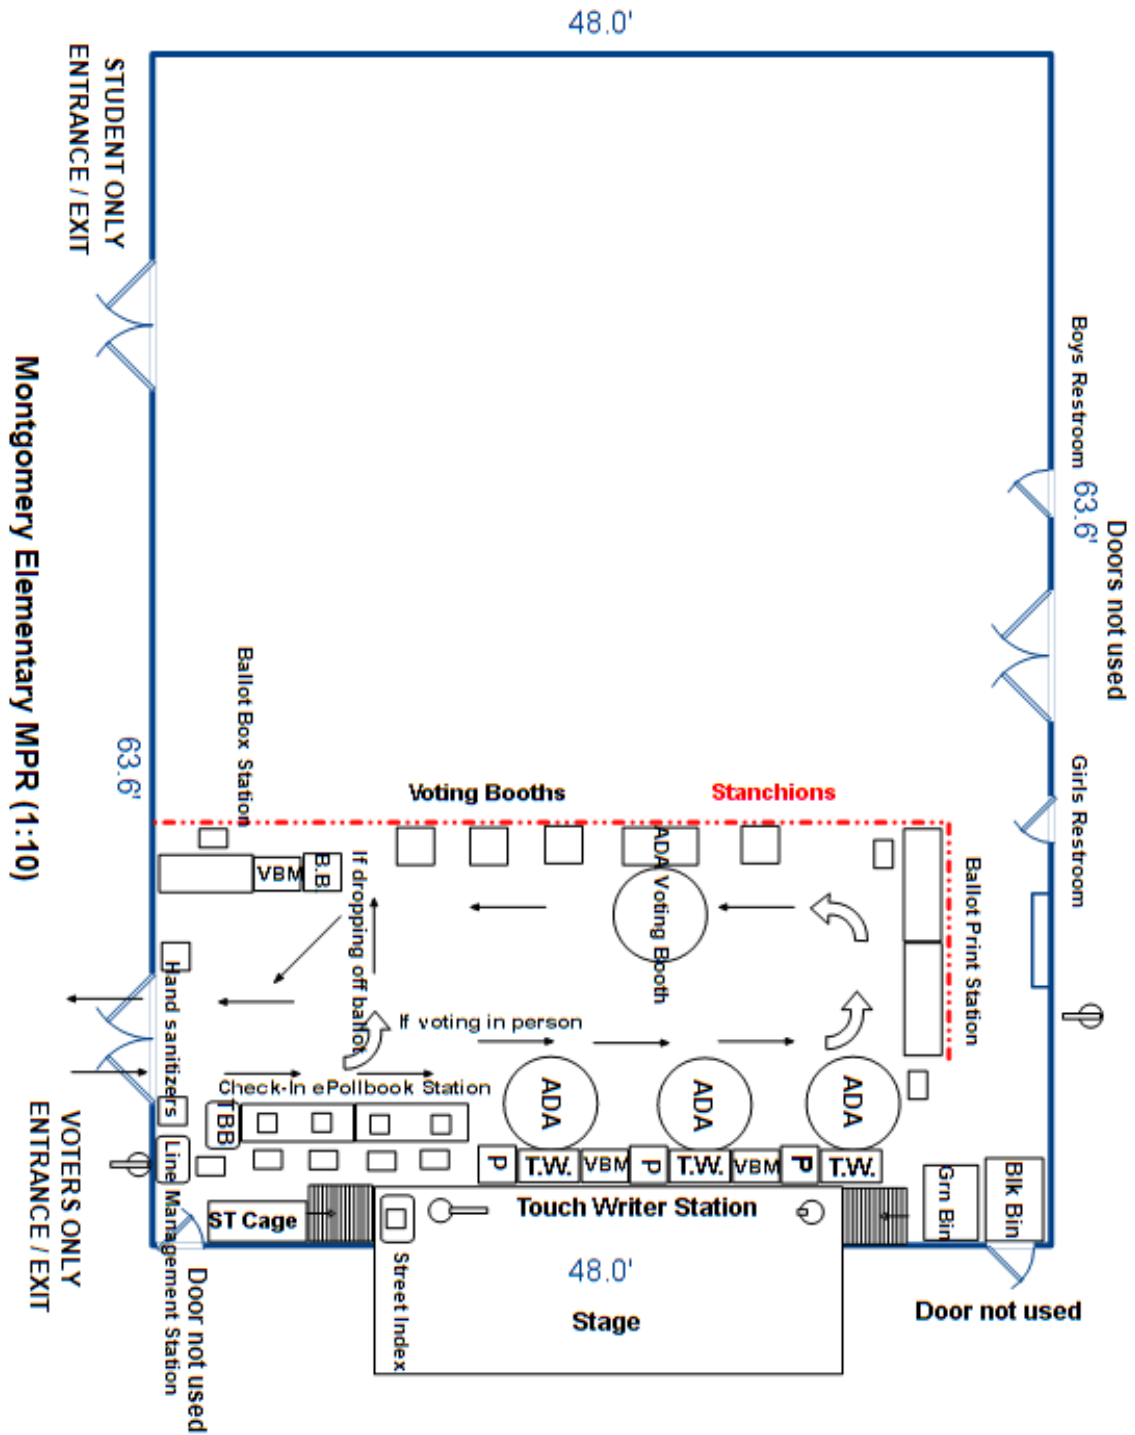 48.0'
STUDENT ONLY
ENTRANCE / EXIT
Boys Restroom
63.6'
Doors not used
Montgomery Elementary MPR (1:10)
Ballot Box Station
63.6'
Voting Booths
Stanchions
Girls Restroom
VBM
B.B.
If dropping off ballot
ADA Voting Booth
Ballot Print Station
Hand sanitizers
If voting in person
Check-In ePollbook Station
TBB
ADA
ADA
ADA
VOTERS ONLY
ENTRANCE / EXIT
Line Management Station
P
T.W.
VBM
P
T.W.
VBM
P
T.W.
ST Cage
Touch Writer Station
Grn Bin
Blk Bin
Door not used
Street Index
48.0'
Stage
Door not used